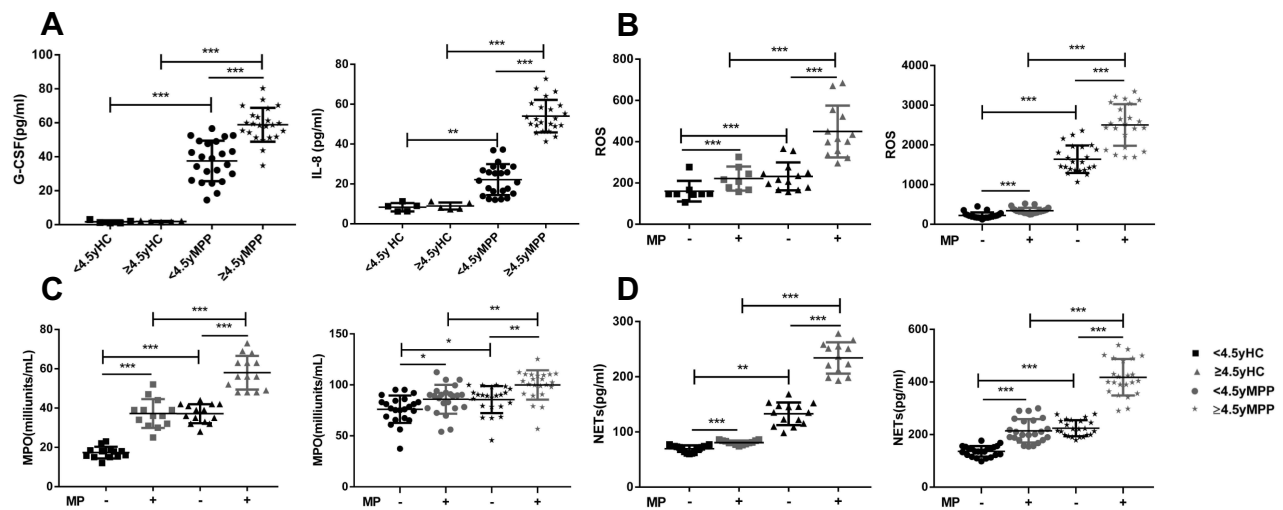 A
G-CSF(pg/ml)
100
80
60
40
20
0
***
***
***
<4.5yHC
≥4.5yHC
<4.5yMPP
≥4.5yMPP
IL-8 (pg/ml)
80
60
40
20
0
***
***
**
<4.5y HC
≥4.5yHC
<4.5yMPP
≥4.5yMPP
B
ROS
800
600
400
200
0
***
***
***
***
MP - + - +
ROS
4000
3000
2000
1000
0
***
***
***
***
MP - + - +
C
MPO(milliunits/mL)
80
60
40
20
0
***
***
***
***
MP - + - +
MPO(milliunits/mL)
150
100
50
0
**
**
*
*
- + - +
D
NETs(pg/ml)
300
200
100
0
***
***
**
***
MP - + - +
NETs(pg/ml)
600
400
200
0
***
***
***
***
MP - + - +
<4.5yHC
≥4.5yHC
<4.5yMPP
≥4.5yMPP